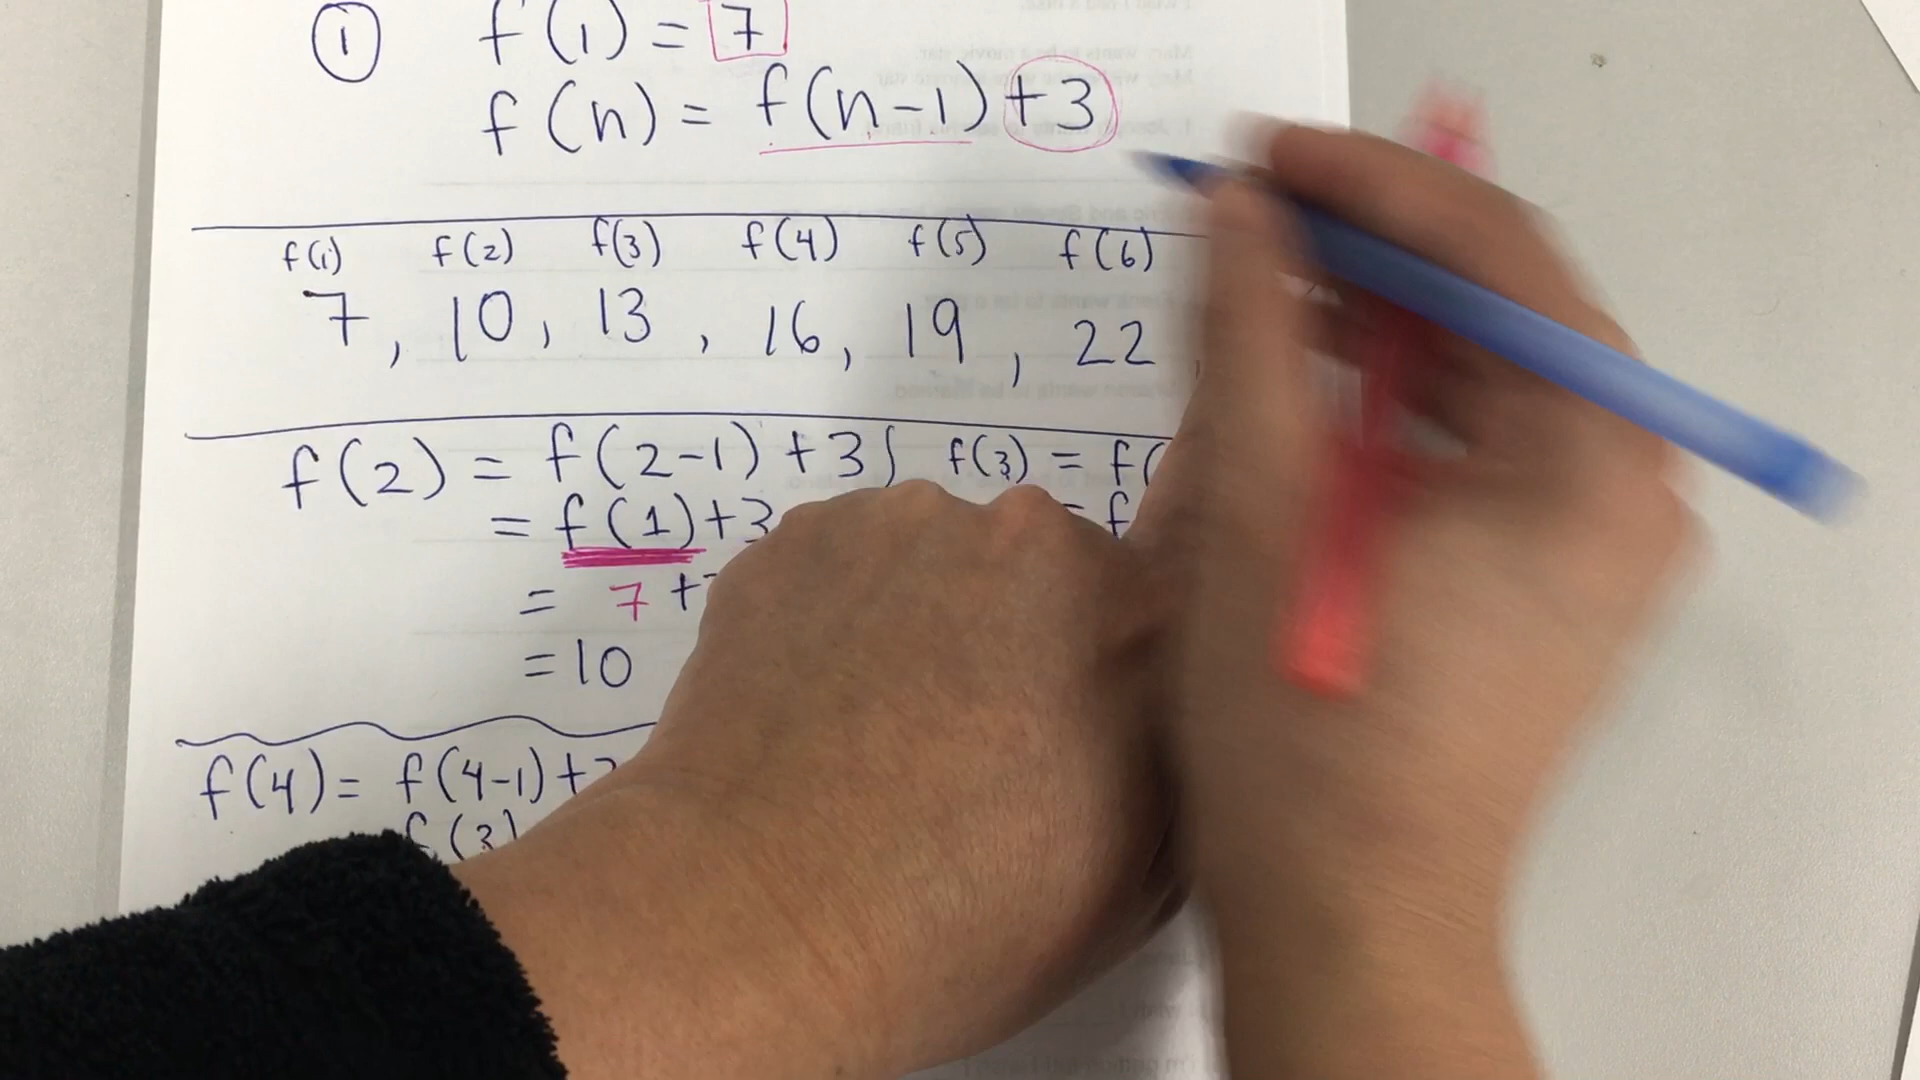 ① f(1) = 7
f(n) = f(n-1) +3
f(1) f(2) f(3) f(4) f(5) f(6)
7, 10, 13, 16, 19, 22
f(2) = f(2-1) +3 f(3) = f(
= f(1)+3 = f
= 7 +
= 10
f(4) = f(4-1)+
f(3)